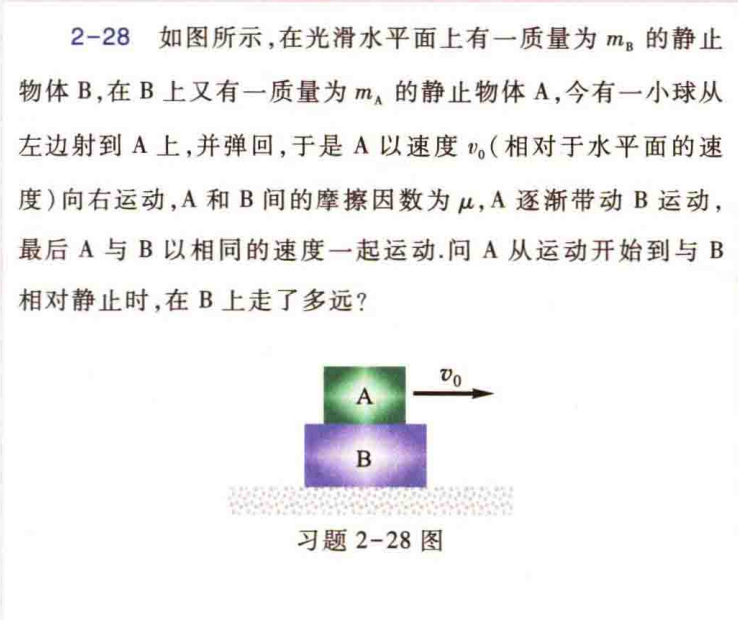 2-28 如图所示,在光滑水平面上有一质量为 m_B 的静止
物体 B,在 B 上又有一质量为 m_A 的静止物体 A,今有一小球从
左边射到 A 上,并弹回,于是 A 以速度 v₀(相对于水平面的速
度)向右运动,A 和 B 间的摩擦因数为 μ,A 逐渐带动 B 运动,
最后 A 与 B 以相同的速度一起运动.问 A 从运动开始到与 B
相对静止时,在 B 上走了多远?
v₀
A
B
习题 2-28 图